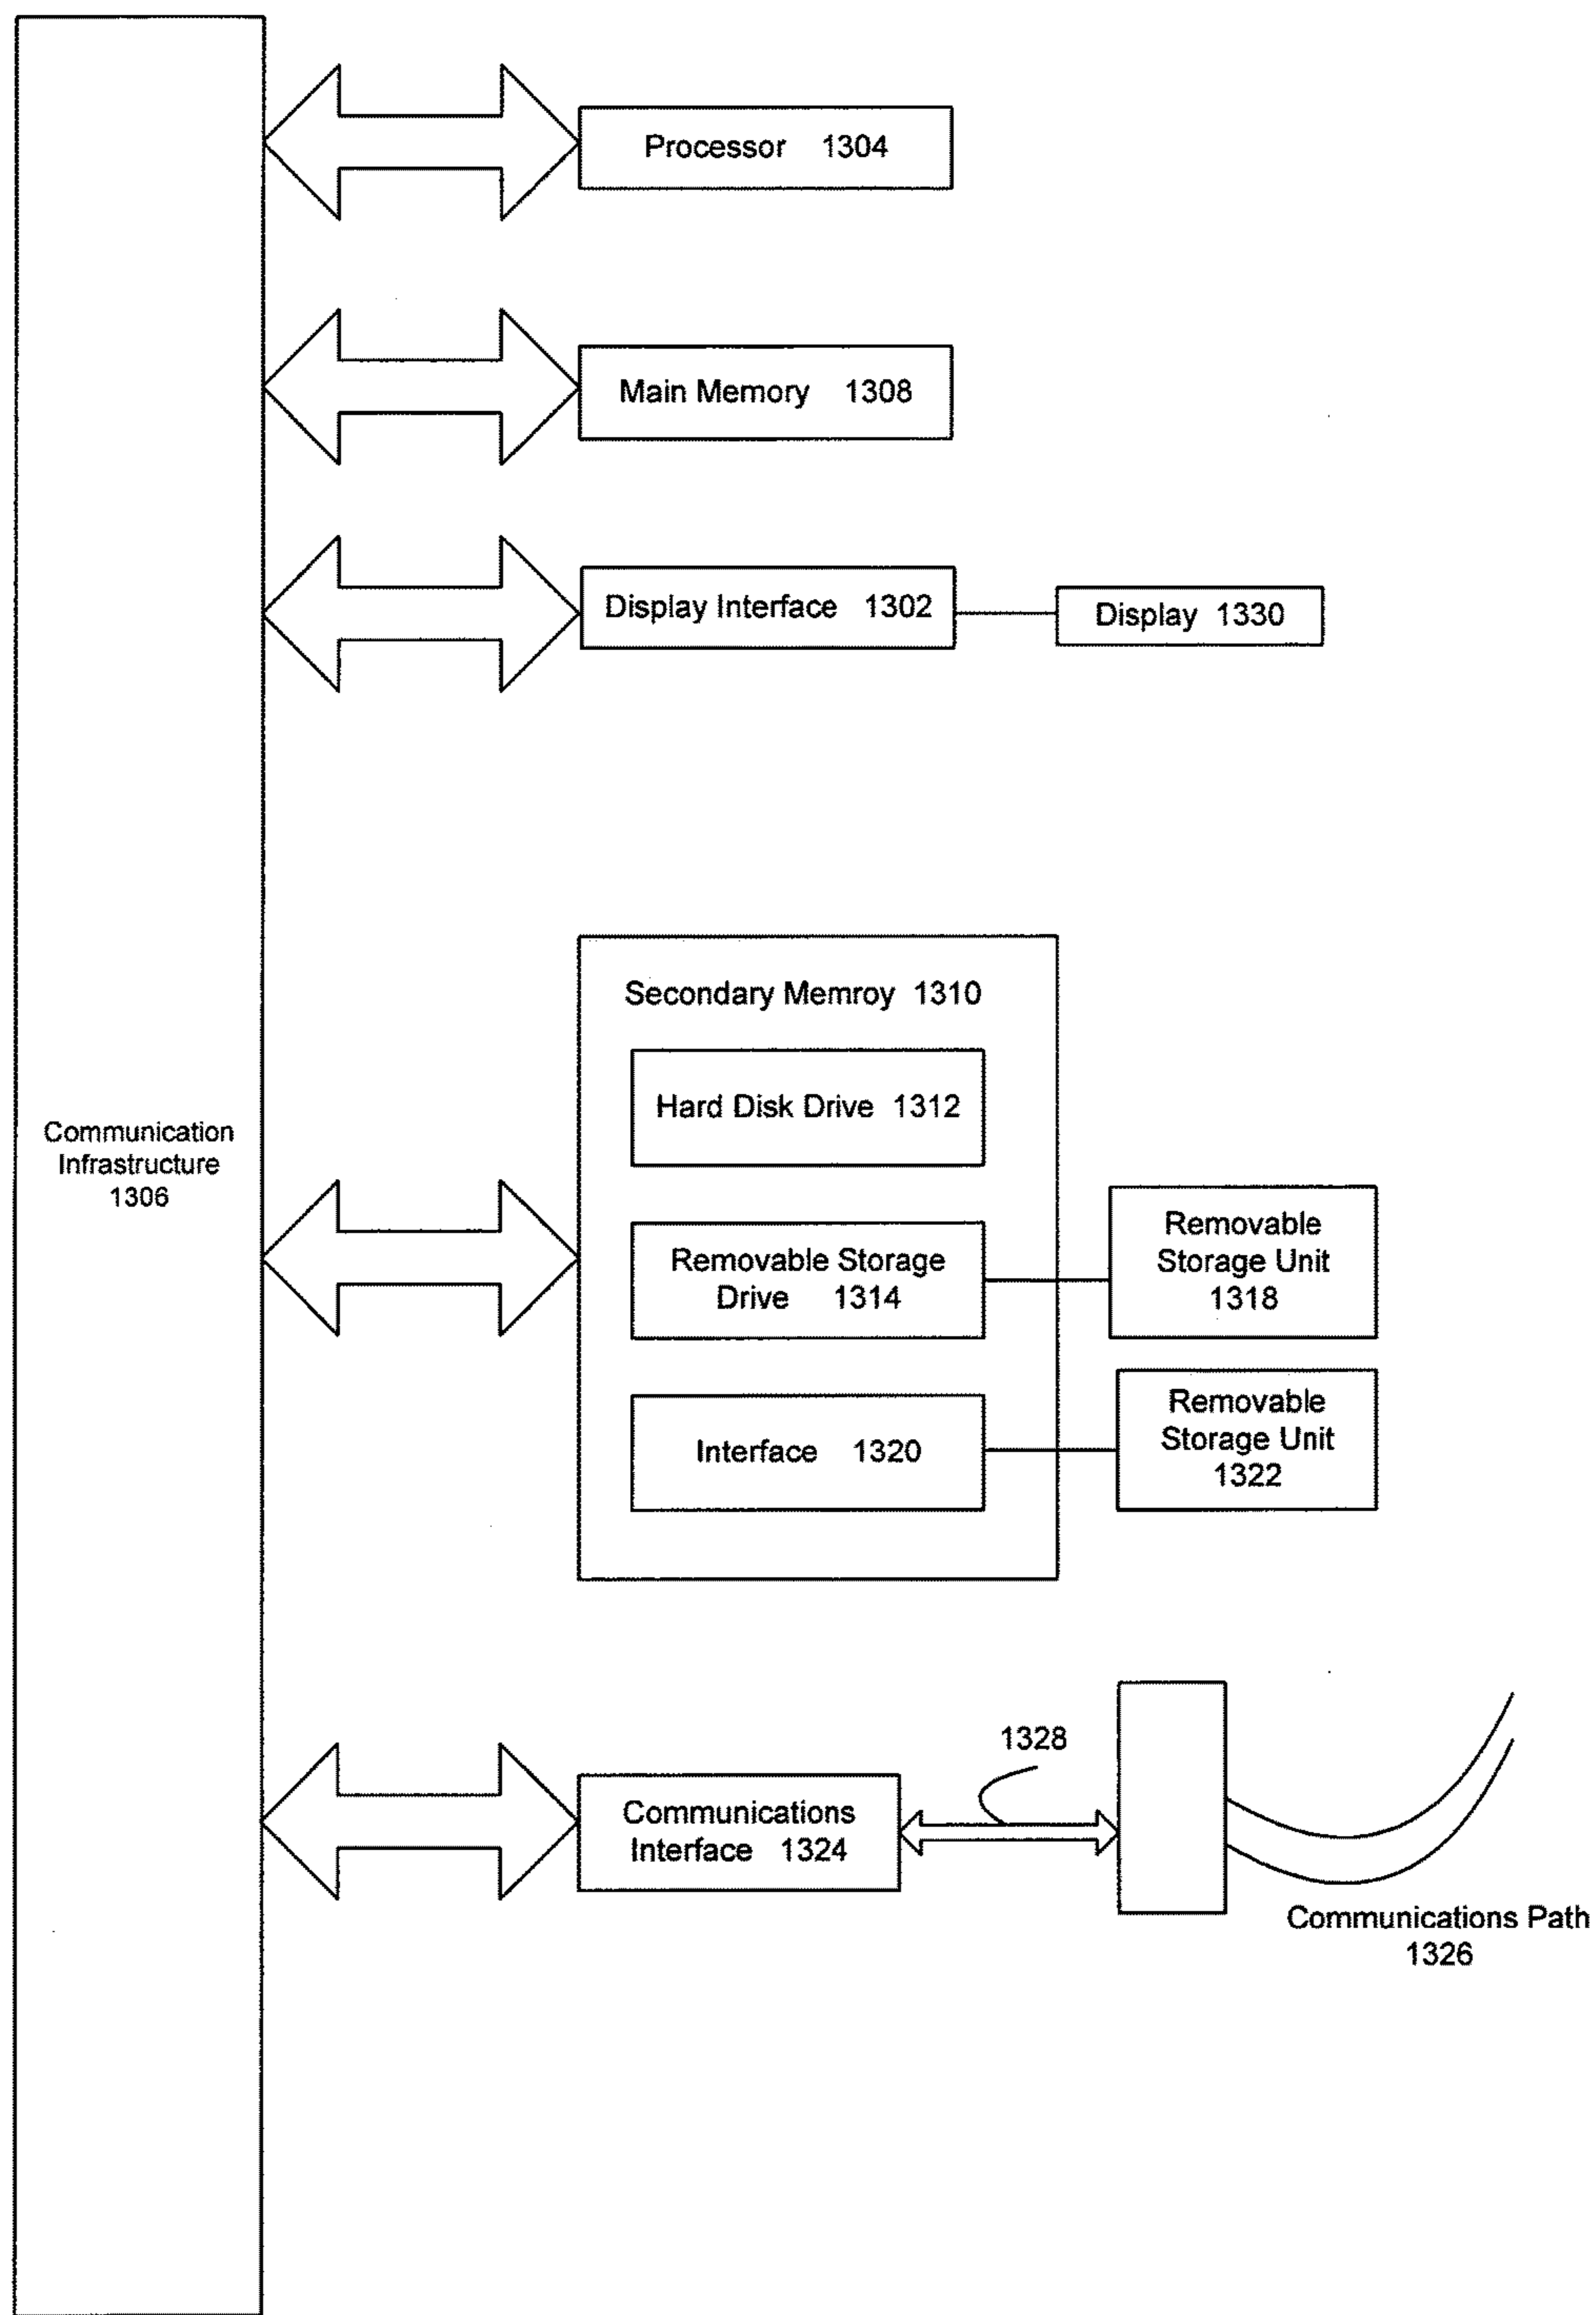 Processor 1304
Main Memory 1308
Display Interface 1302
Display 1330
Secondary Memroy 1310
Hard Disk Drive 1312
Communication
Infrastructure
1306
Removable Storage
Drive 1314
Removable
Storage Unit
1318
Interface 1320
Removable
Storage Unit
1322
1328
Communications
Interface 1324
Communications Path
1326